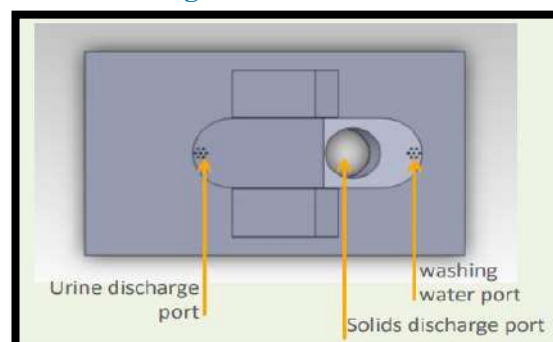 Urine discharge
port
washing
water port
Solids discharge port